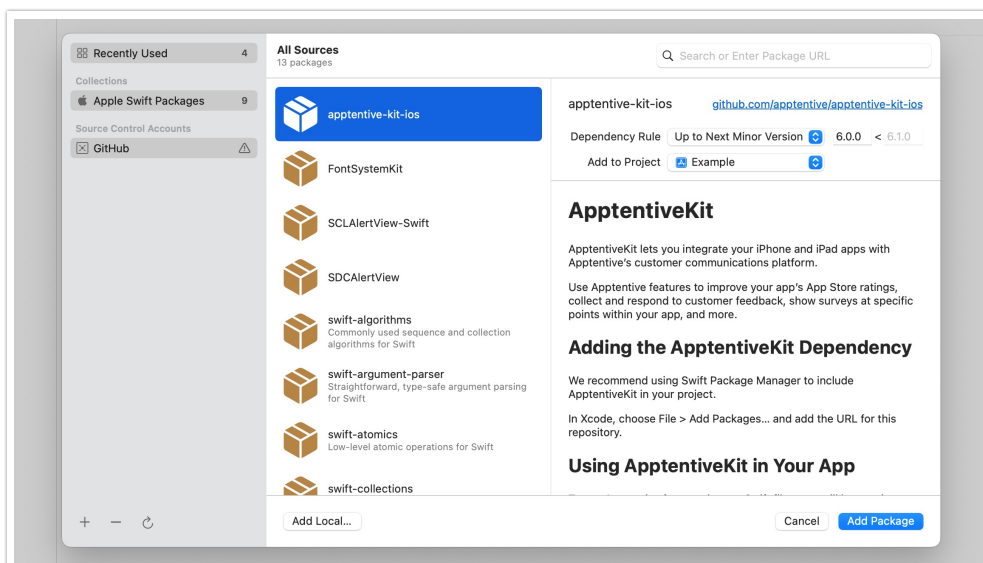 Recently Used 4
Collections
Apple Swift Packages 9
Source Control Accounts
GitHub
All Sources
13 packages
Search or Enter Package URL
apptentive-kit-ios
FontSystemKit
SCLAlertView-Swift
SDCAlertView
swift-algorithms
Commonly used sequence and collection
algorithms for Swift
swift-argument-parser
Straightforward, type-safe argument parsing
for Swift
swift-atomics
Low-level atomic operations for Swift
swift-collections
apptentive-kit-ios github.com/apptentive/apptentive-kit-ios
Dependency Rule Up to Next Minor Version 6.0.0 < 6.1.0
Add to Project Example
ApptentiveKit
ApptentiveKit lets you integrate your iPhone and iPad apps with
Apptentive's customer communications platform.
Use Apptentive features to improve your app's App Store ratings,
collect and respond to customer feedback, show surveys at specific
points within your app, and more.
Adding the ApptentiveKit Dependency
We recommend using Swift Package Manager to include
ApptentiveKit in your project.
In Xcode, choose File > Add Packages... and add the URL for this
repository.
Using ApptentiveKit in Your App
Add Local...
Cancel
Add Package